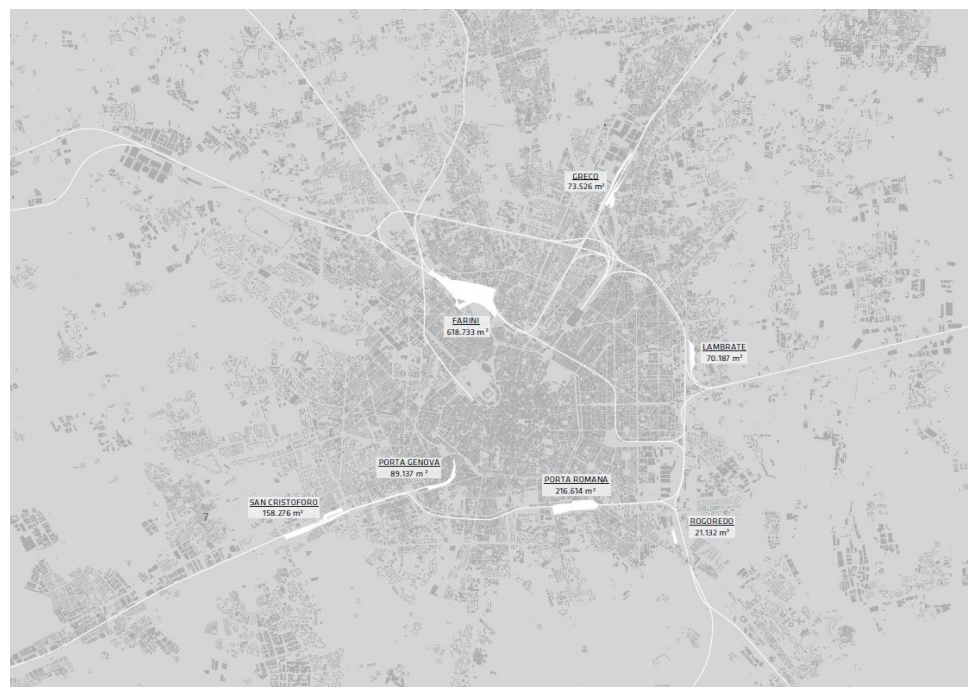 GRECO
73.526 m²
FARINI
618.733 m²
LAMBRATE
70.187 m²
PORTA GENOVA
89.137 m²
PORTA ROMANA
216.614 m²
SAN CRISTOFORO
158.276 m²
7
ROGOREDO
21.132 m²